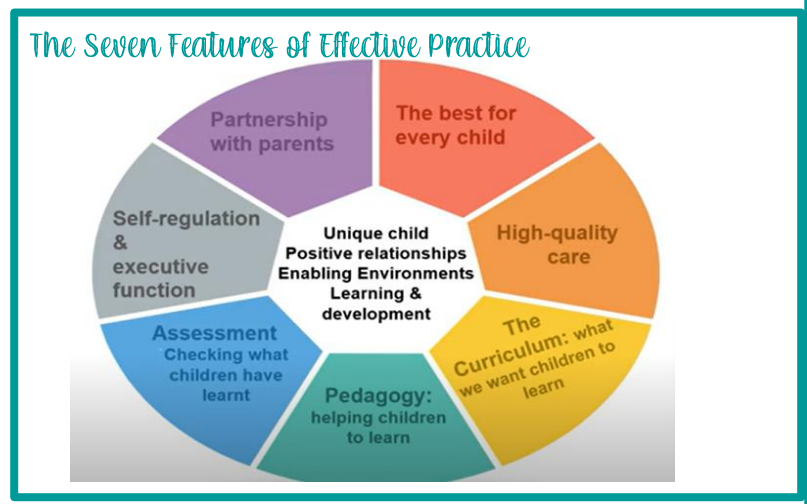 The Seven Features of Effective Practice
The best for
every child
High-quality
care
The
Curriculum: what
we want children to
learn
Pedagogy:
helping children
to learn
Assessment
Checking what
children have
learnt
Self-regulation
&
executive
function
Partnership
with parents
Unique child
Positive relationships
Enabling Environments
Learning &
development